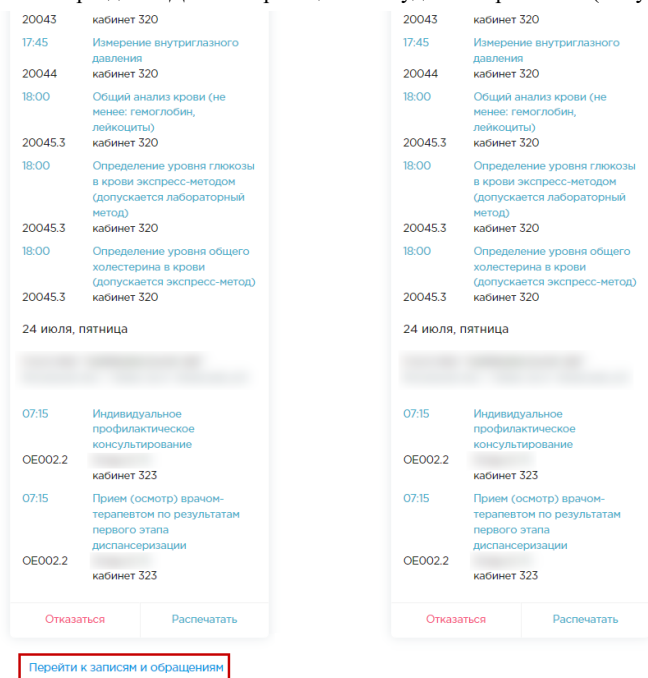 20043 кабинет 320
17:45 Измерение внутриглазного
давления
20044 кабинет 320
18:00 Общий анализ крови (не
менее: гемоглобин,
лейкоциты)
20045.3 кабинет 320
18:00 Определение уровня глюкозы
в крови экспресс-методом
(допускается лабораторный
метод)
20045.3 кабинет 320
18:00 Определение уровня общего
холестерина в крови
(допускается экспресс-метод)
20045.3 кабинет 320
24 июля, пятница
07:15 Индивидуальное
профилактическое
консультирование
OE002.2
кабинет 323
07:15 Прием (осмотр) врачом-
терапевтом по результатам
первого этапа
диспансеризации
OE002.2
кабинет 323
Отказаться Распечатать
Перейти к записям и обращениям
20043 кабинет 320
17:45 Измерение внутриглазного
давления
20044 кабинет 320
18:00 Общий анализ крови (не
менее: гемоглобин,
лейкоциты)
20045.3 кабинет 320
18:00 Определение уровня глюкозы
в крови экспресс-методом
(допускается лабораторный
метод)
20045.3 кабинет 320
18:00 Определение уровня общего
холестерина в крови
(допускается экспресс-метод)
20045.3 кабинет 320
24 июля, пятница
07:15 Индивидуальное
профилактическое
консультирование
OE002.2
кабинет 323
07:15 Прием (осмотр) врачом-
терапевтом по результатам
первого этапа
диспансеризации
OE002.2
кабинет 323
Отказаться Распечатать